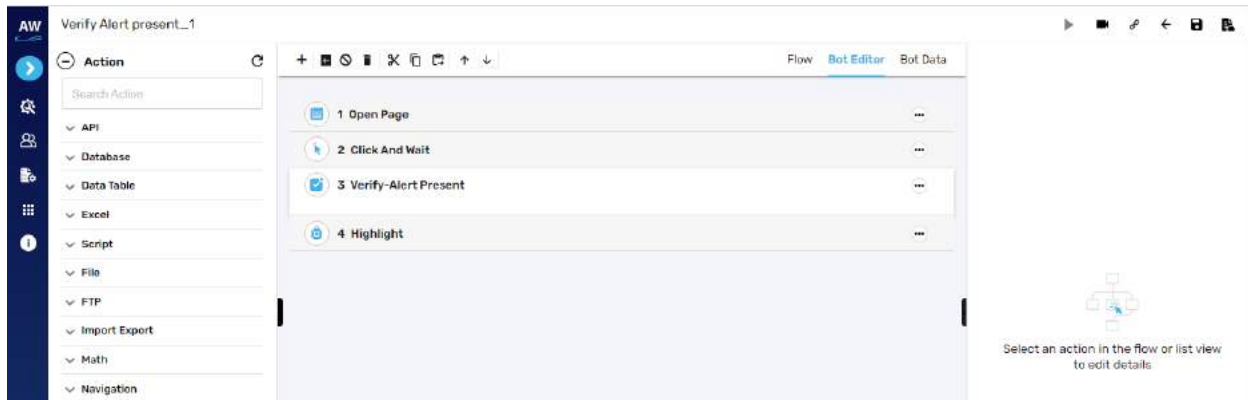 AW
Verify Alert present_1
Action
Search Action
API
Database
Data Table
Excel
Script
File
FTP
Import Export
Math
Navigation
Flow Bot Editor Bot Data
1 Open Page
2 Click And Wait
3 Verify-Alert Present
4 Highlight
Select an action in the flow or list view
to edit details